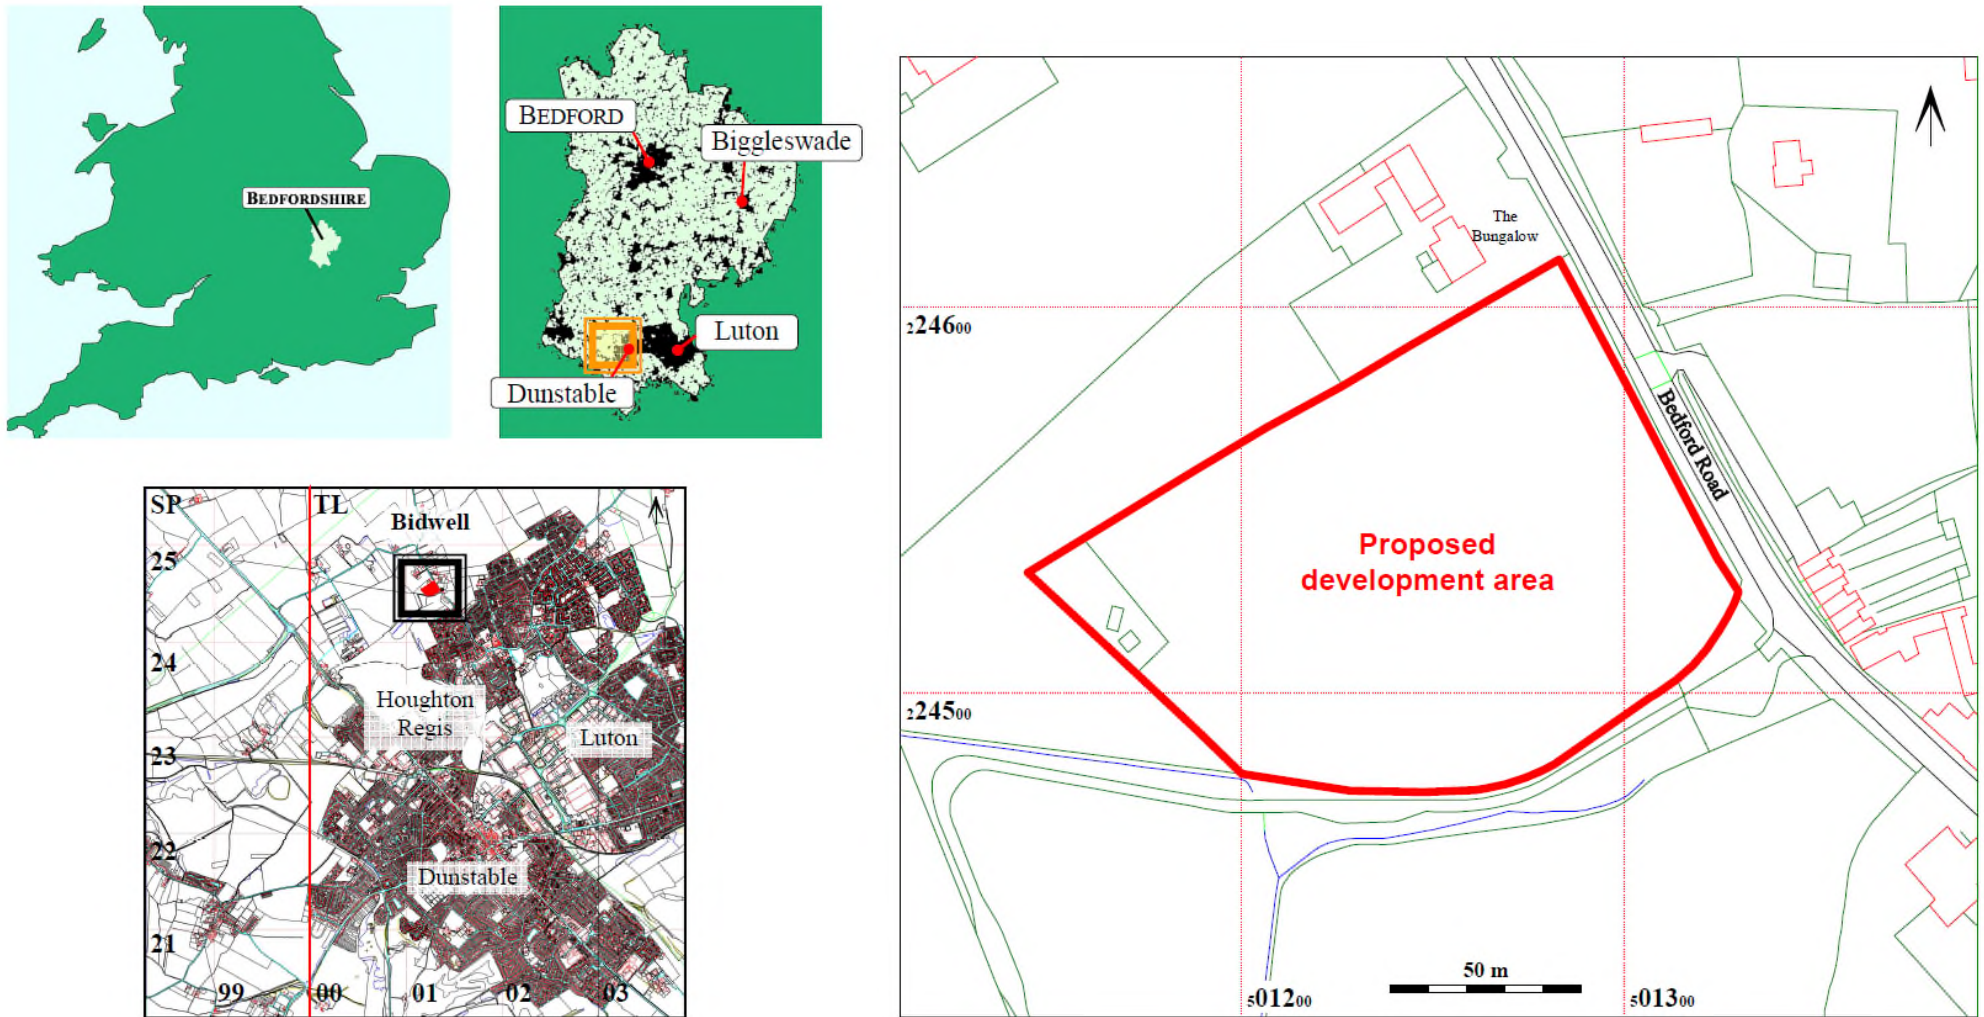 BEDFORDSHIRE
BEDFORD
Biggleswade
Luton
Dunstable
SP
TL
Bidwell
25
24
Houghton
Regis
Luton
23
22
Dunstable
21
99
00
01
02
03
The
Bungalow
224600
Bedford Road
Proposed
development area
224500
50 m
501200
501300